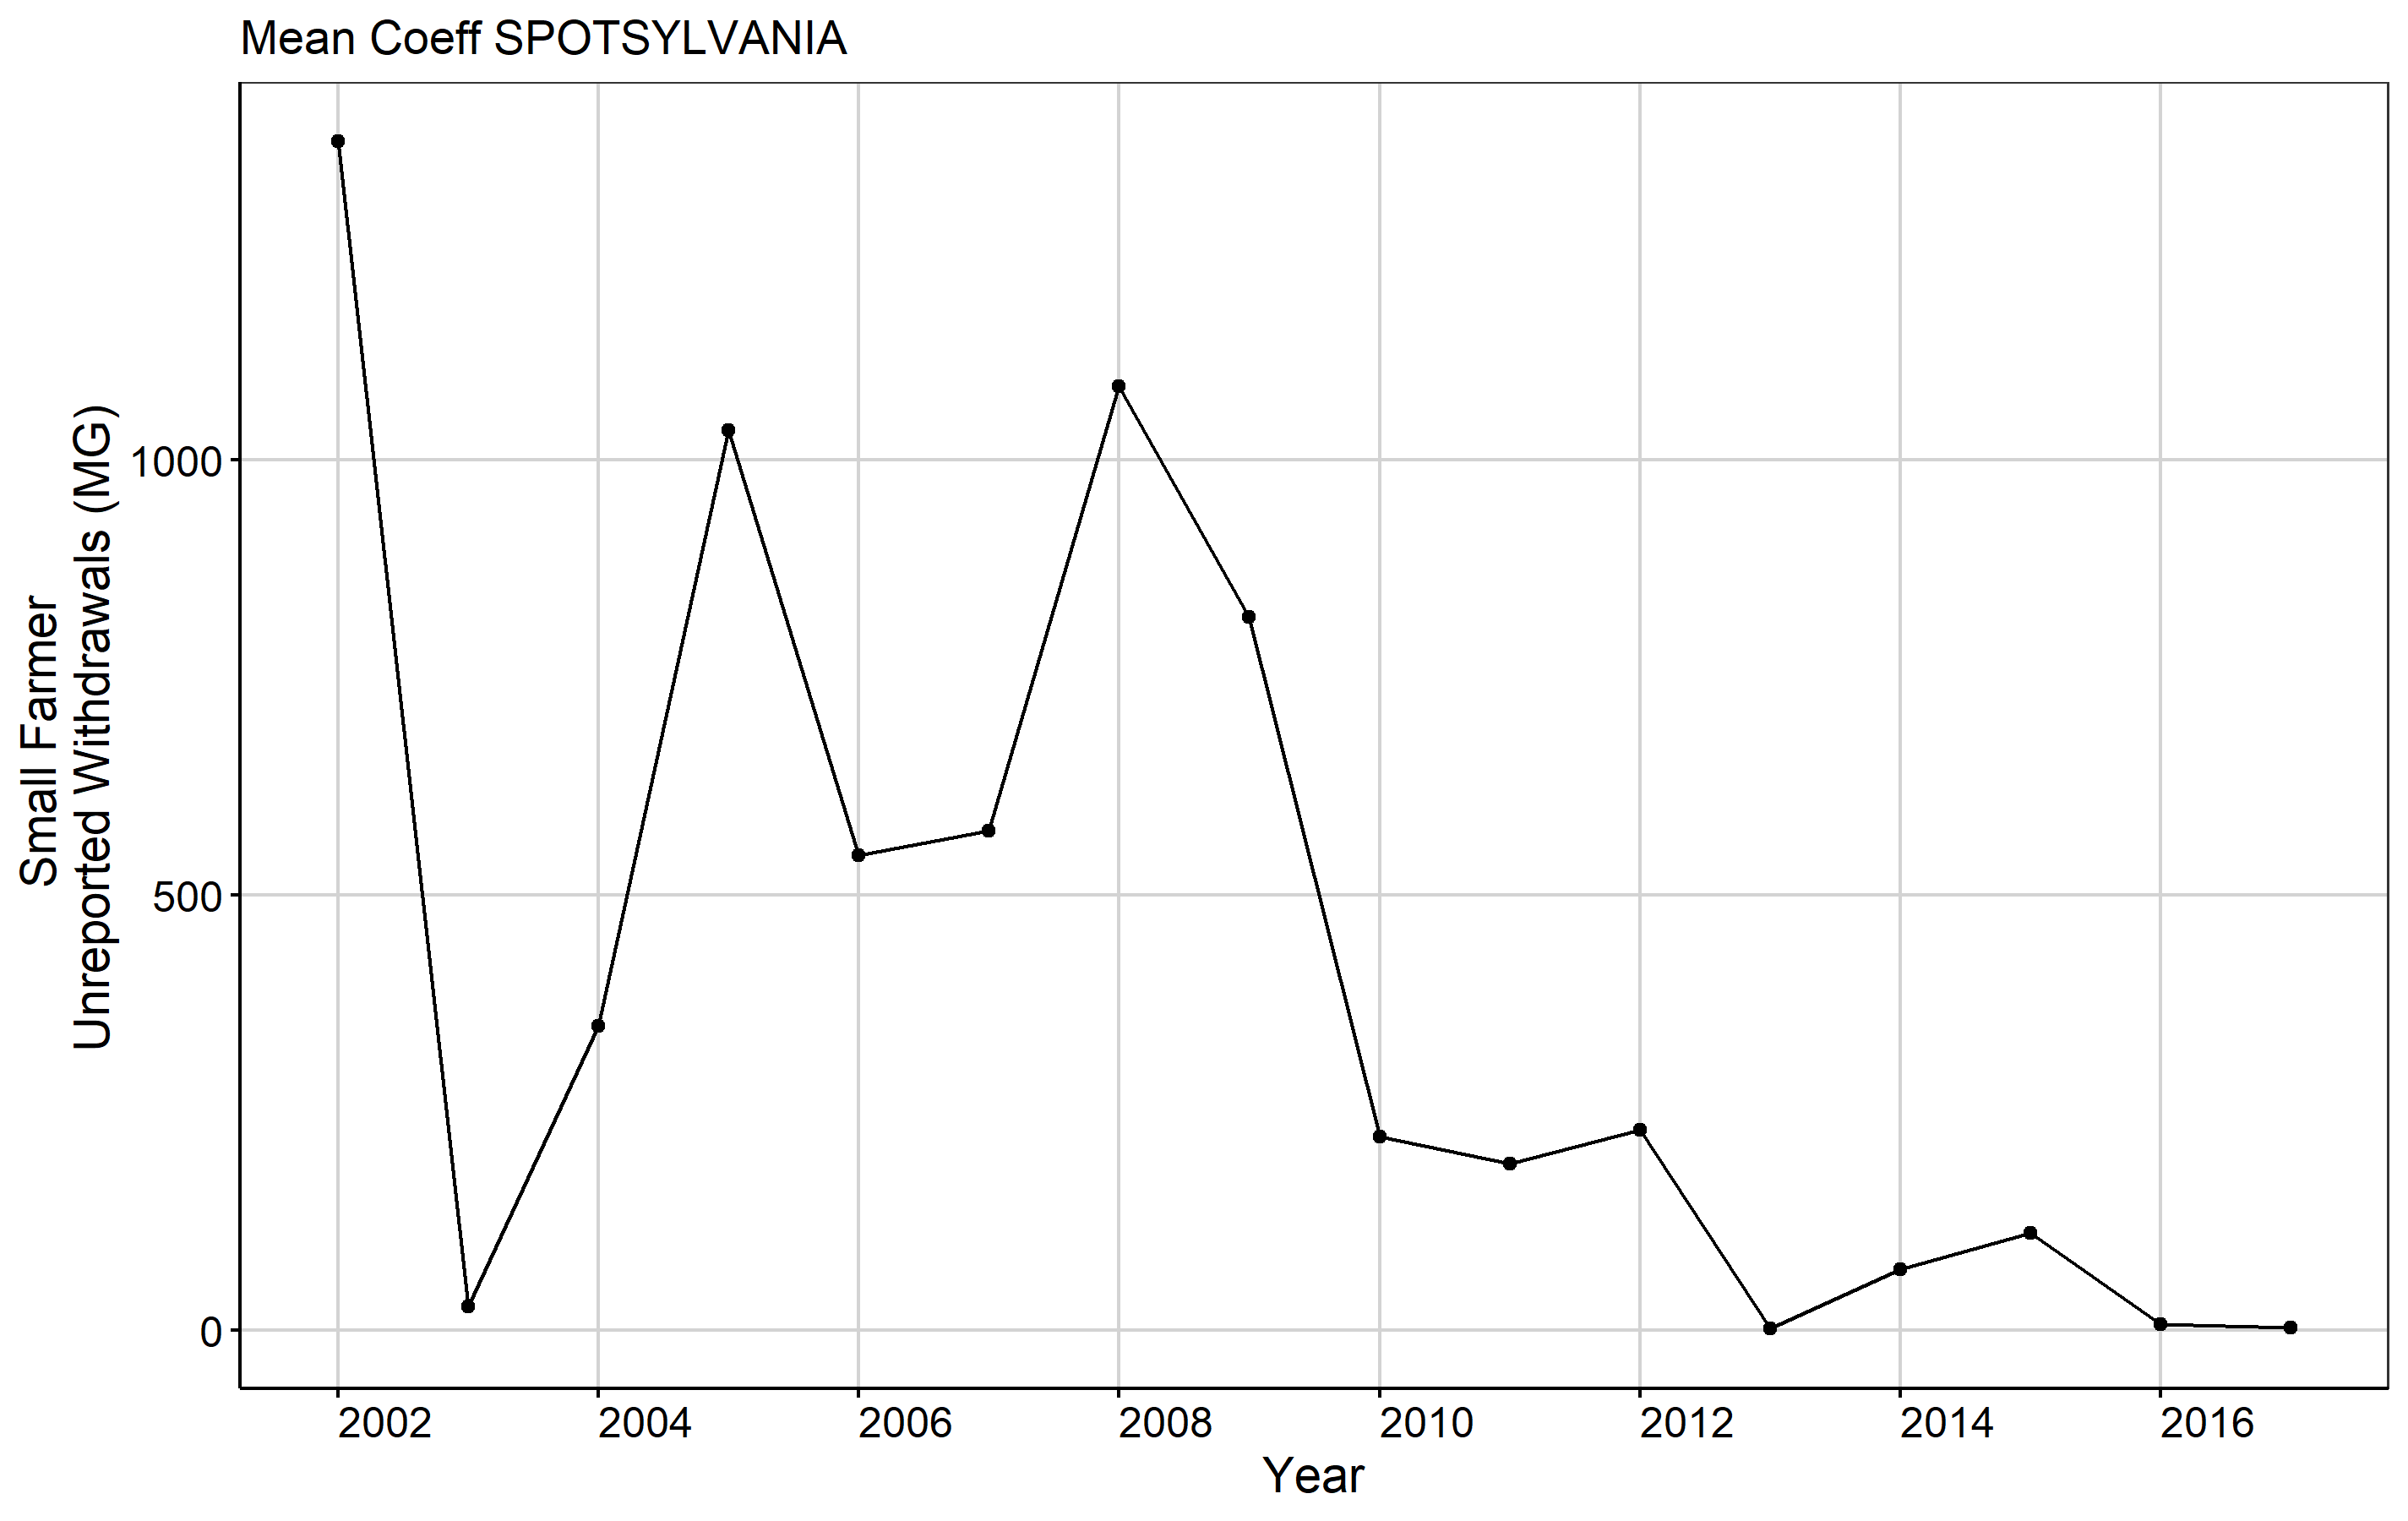 Mean Coeff SPOTSYLVANIA
Small Farmer
Unreported Withdrawals (MG)
1000
500
0
2002 2004 2006 2008 2010 2012 2014 2016
Year